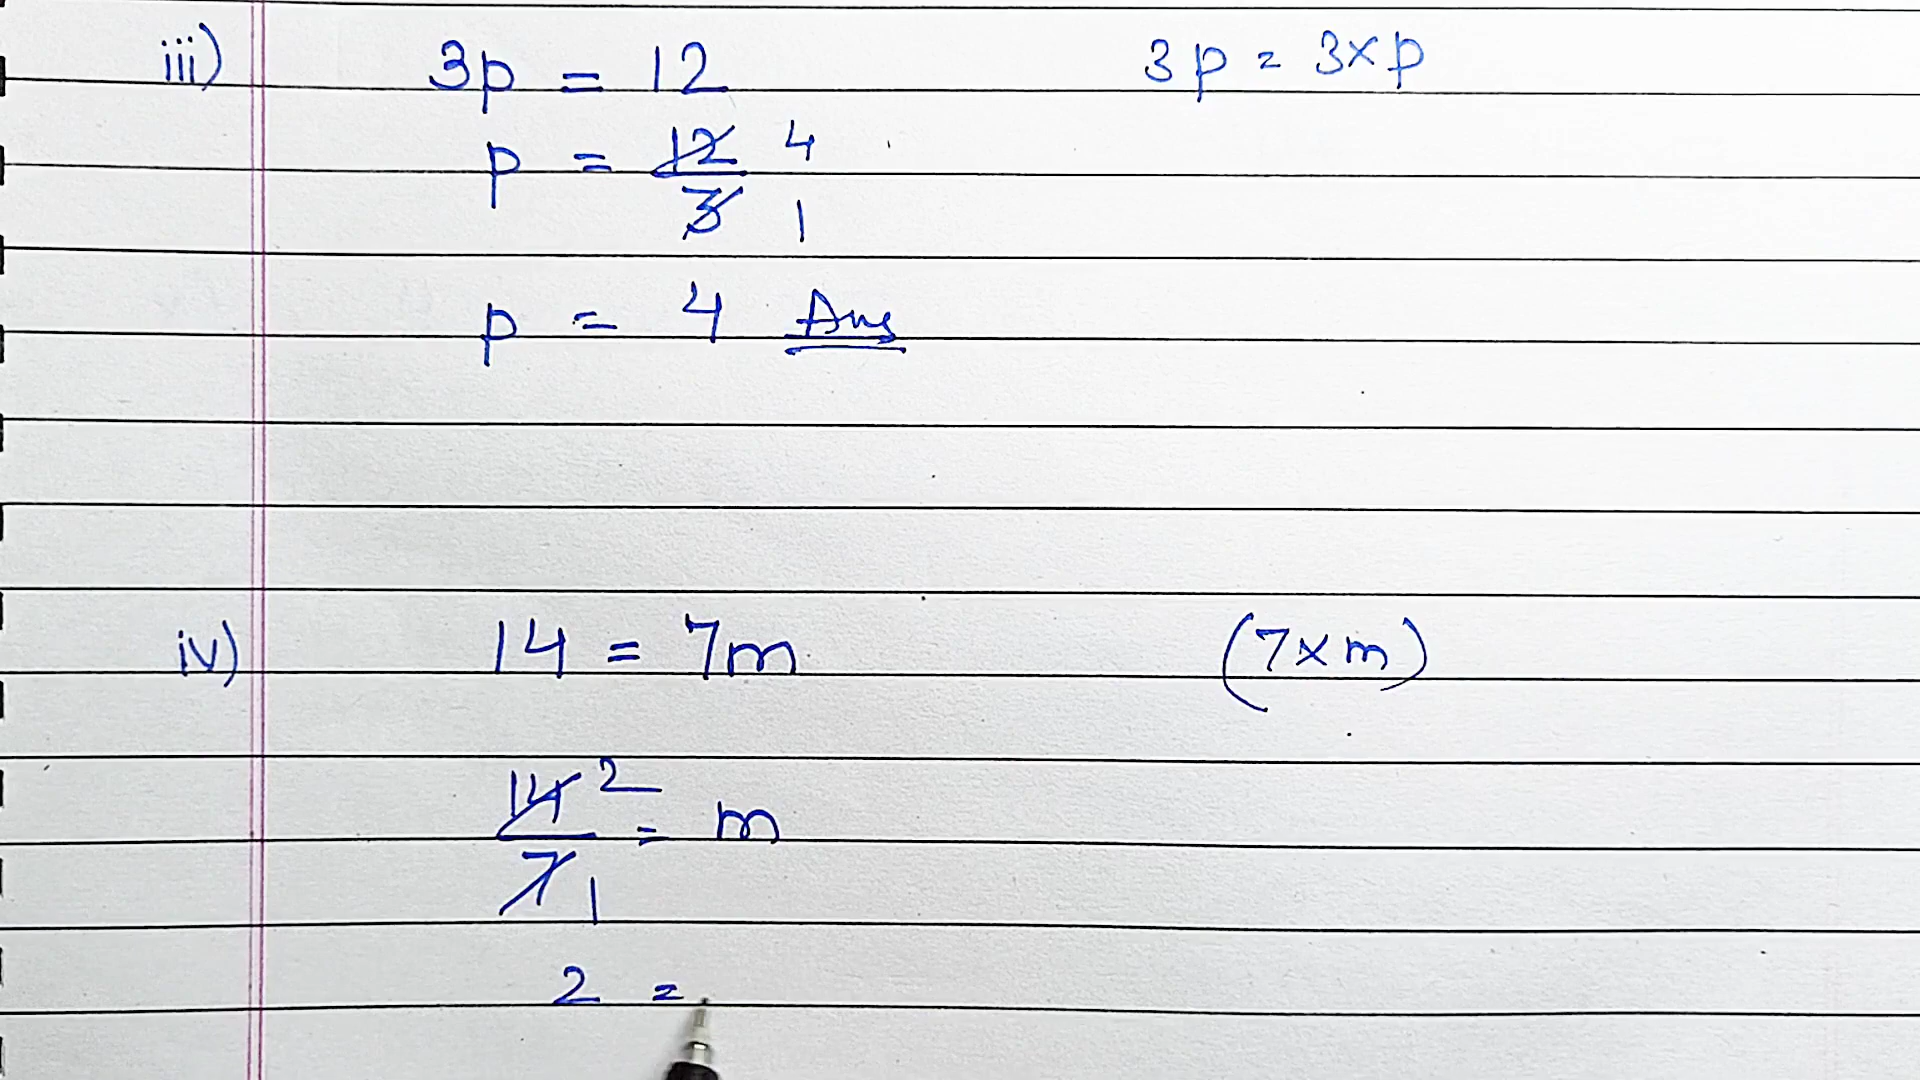 iii) 3p = 12 3p = 3×p
p = 12/3 4 1
p = 4 Ans
iv) 14 = 7m (7×m)
14/7 2 1 = m
2 =